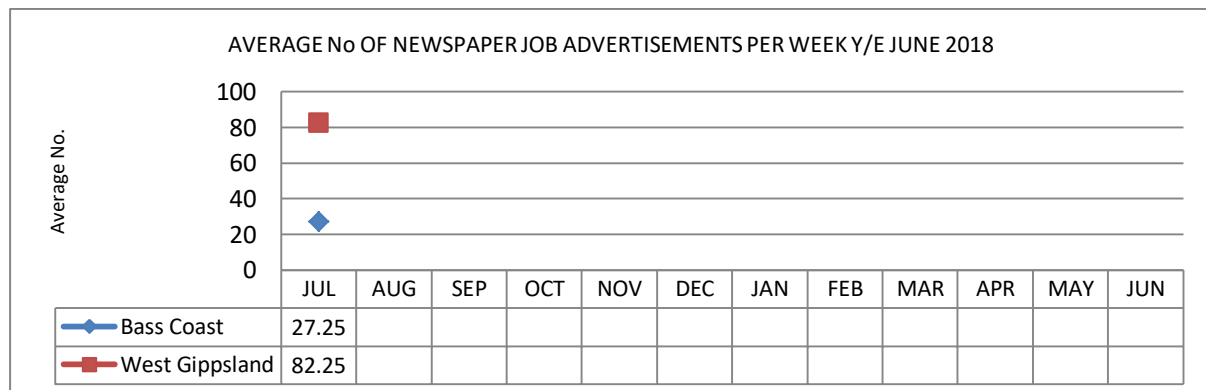 AVERAGE No OF NEWSPAPER JOB ADVERTISEMENTS PER WEEK Y/E JUNE 2018
Average No.
100
80
60
40
20
0
JUL AUG SEP OCT NOV DEC JAN FEB MAR APR MAY JUN
Bass Coast 27.25
West Gippsland 82.25